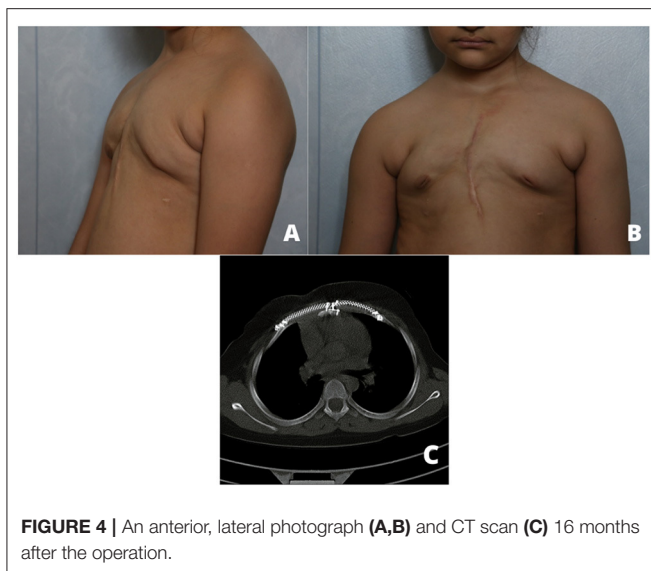 A
B
C
FIGURE 4 | An anterior, lateral photograph (A,B) and CT scan (C) 16 months
after the operation.